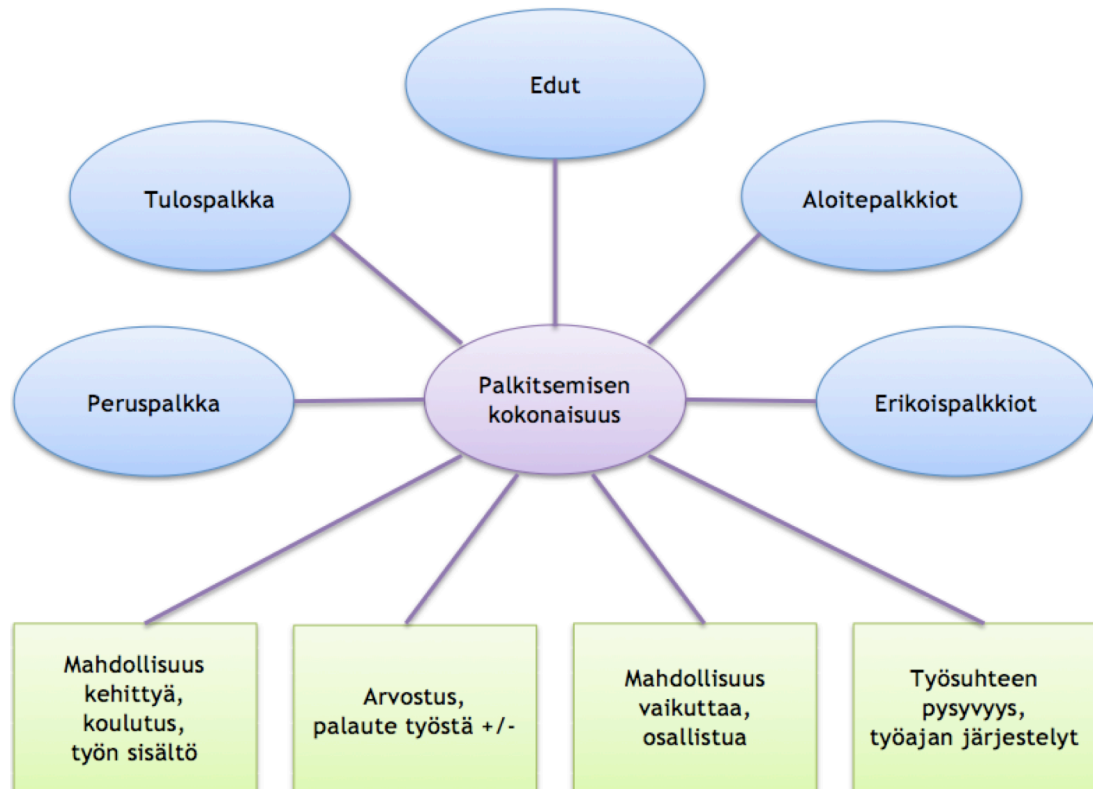 Edut
Tulospalkka
Aloitepalkkiot
Peruspalkka
Palkitsemisen
kokonaisuus
Erikoispalkkiot
Mahdollisuus
kehittyä,
koulutus,
työn sisältö
Arvostus,
palaute työstä +/-
Mahdollisuus
vaikuttaa,
osallistua
Työsuhteen
pysyvyys,
työajan järjestelyt